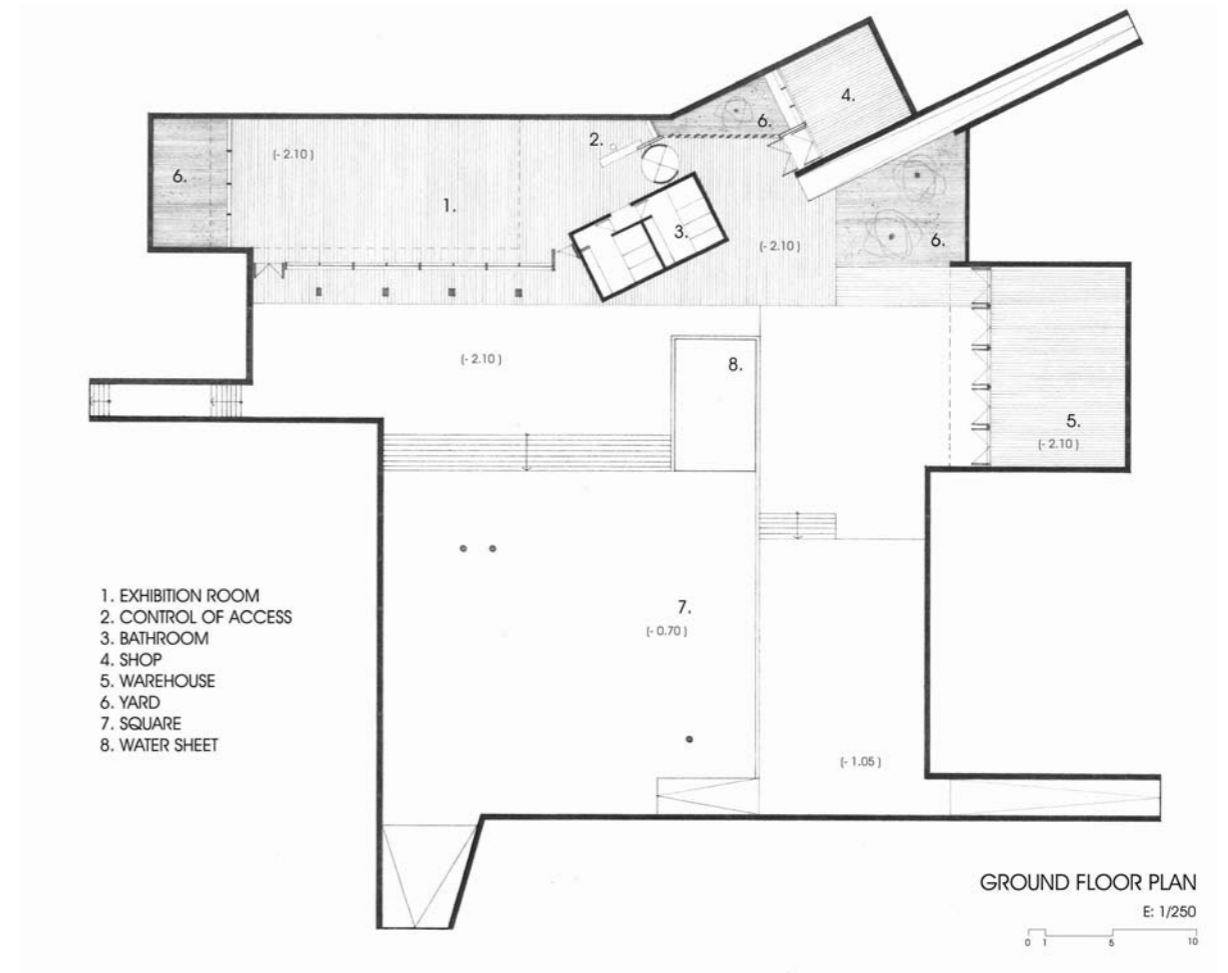 4.
6.
2.
(- 2.10 )
6.
1.
3.
6.
(- 2.10 )
(- 2.10 )
8.
5.
(- 2.10 )
1. EXHIBITION ROOM
2. CONTROL OF ACCESS
3. BATHROOM
4. SHOP
5. WAREHOUSE
6. YARD
7. SQUARE
8. WATER SHEET
7.
(- 0.70 )
(- 1.05 )
GROUND FLOOR PLAN
E: 1/250
0 1 5 10